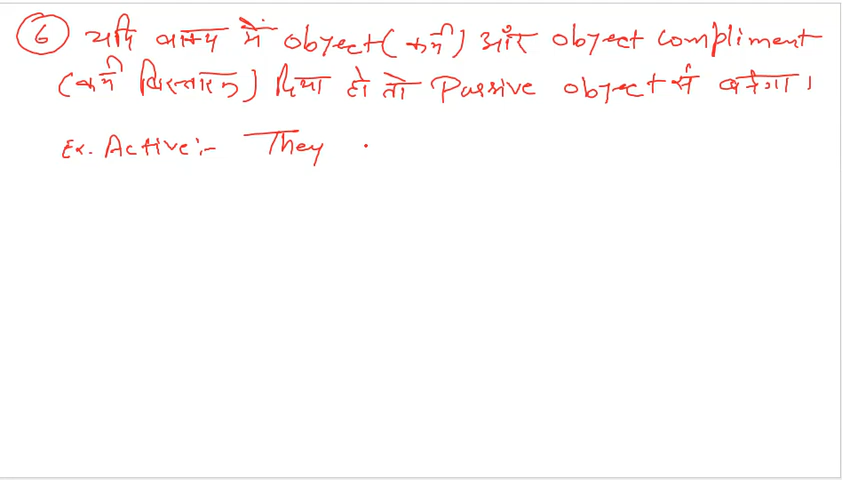 ⑥ यदि वाक्य में object (कर्म) और object compliment
(कर्म विस्तारक) दिया हो तो Passive object से बनेगा।
Ex. Active:- They